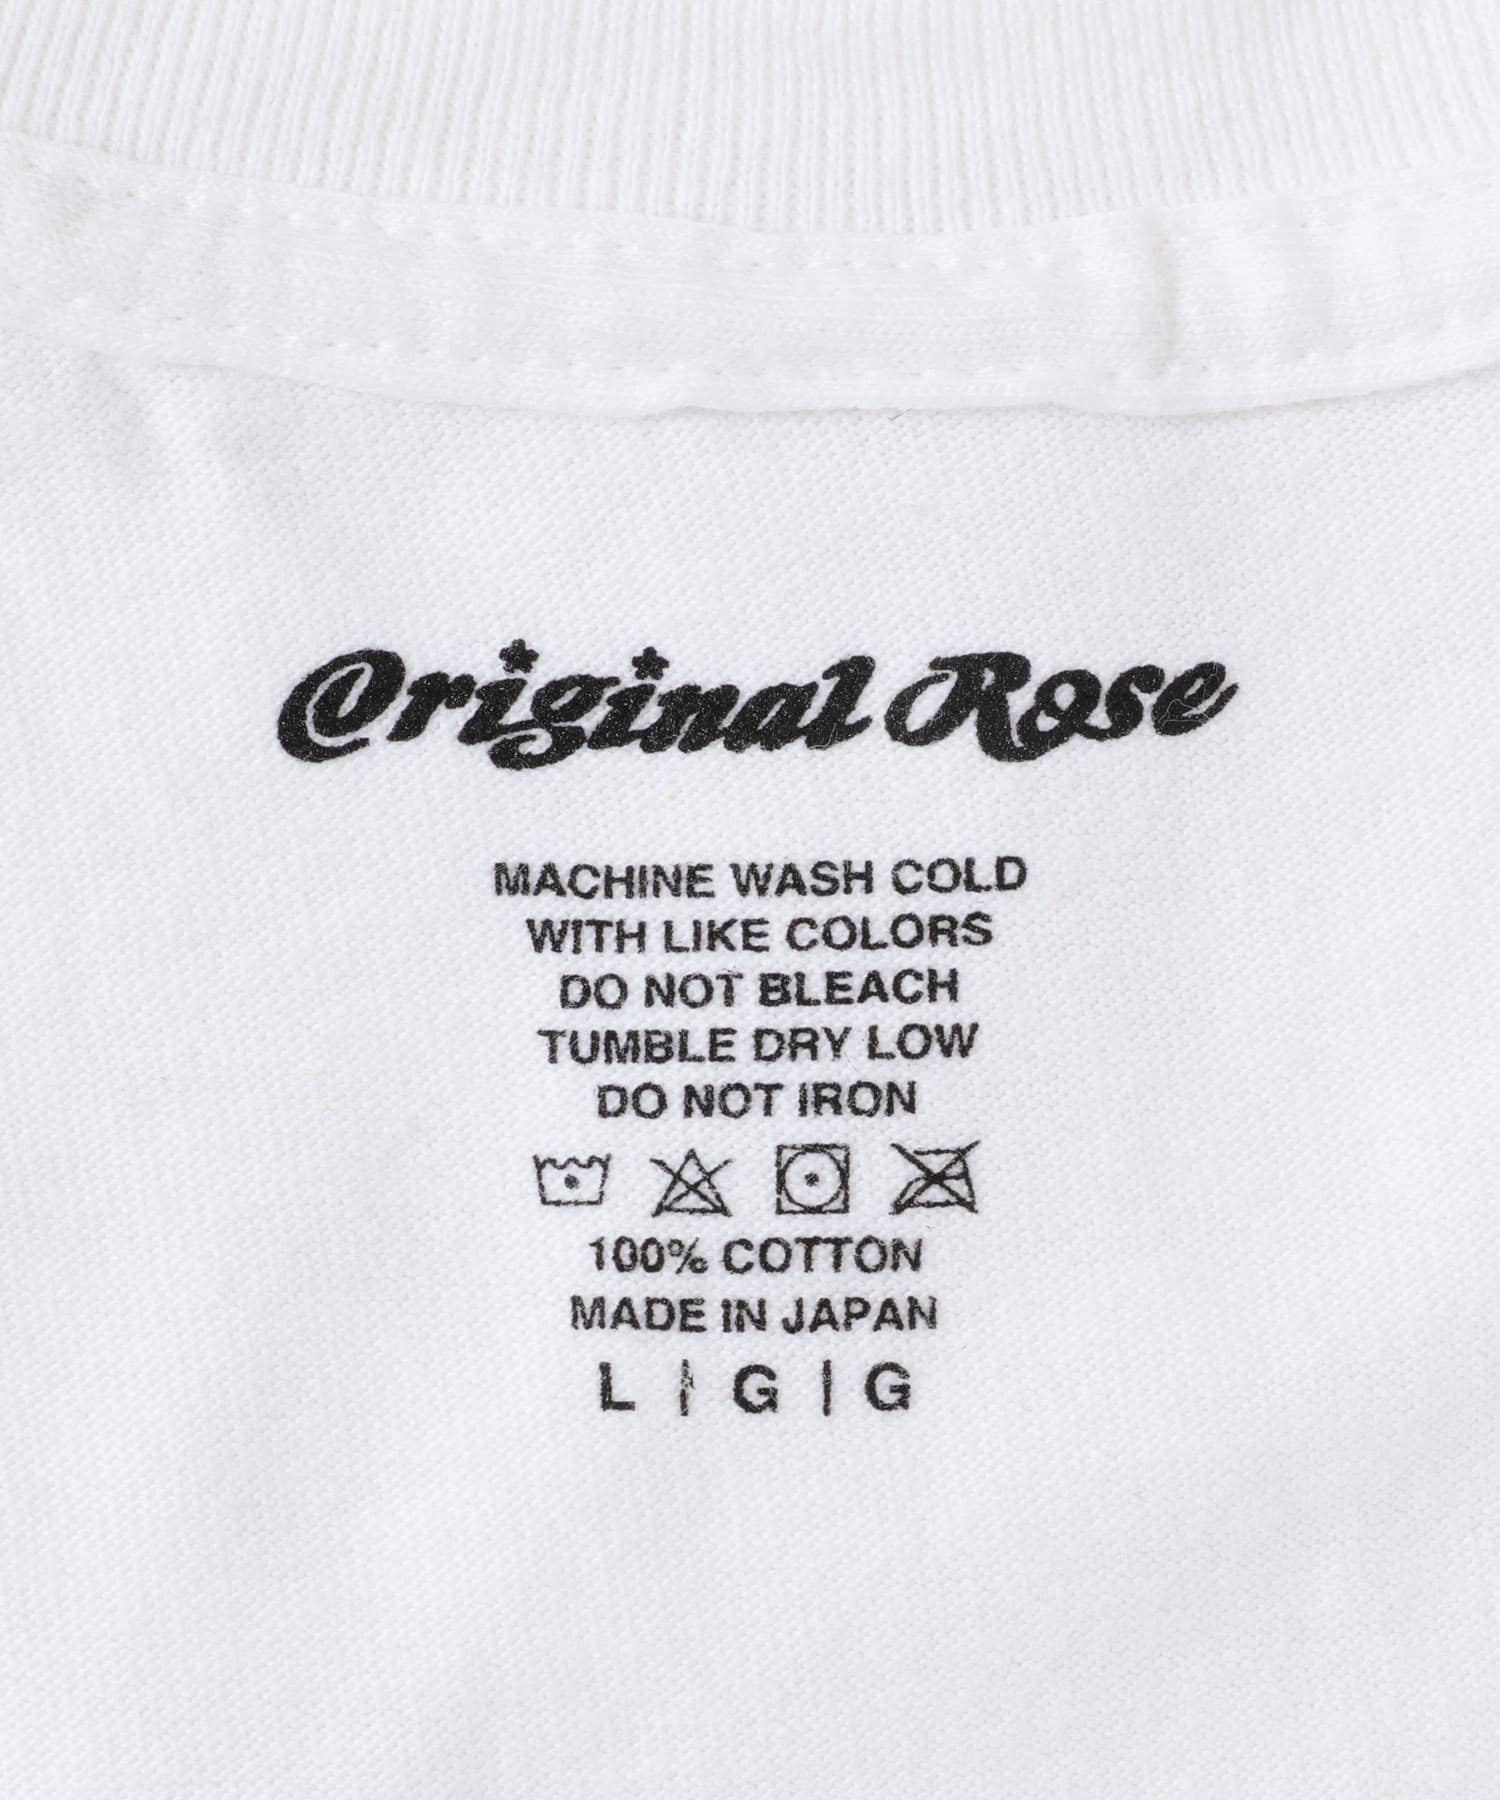 Original Rose
MACHINE WASH COLD
WITH LIKE COLORS
DO NOT BLEACH
TUMBLE DRY LOW
DO NOT IRON
100% COTTON
MADE IN JAPAN
L | G | G